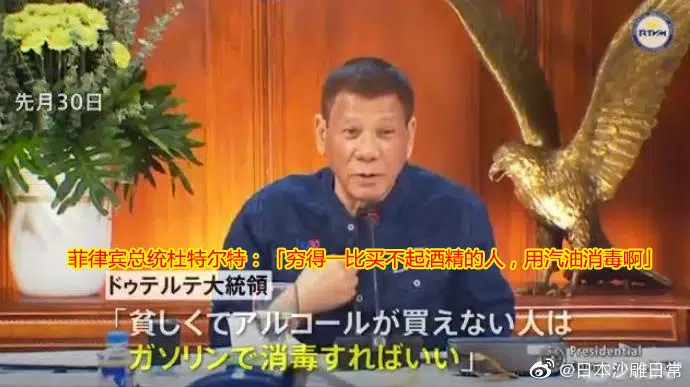 RTVM
先月30日
菲律宾总统杜特尔特：「穷得一比买不起酒精的人，用汽油消毒啊」
ドゥテルテ大統領
「貧しくてアルコールが買えない人は
ガソリンで消毒すればいい」
Presidential
@日本沙雕日常